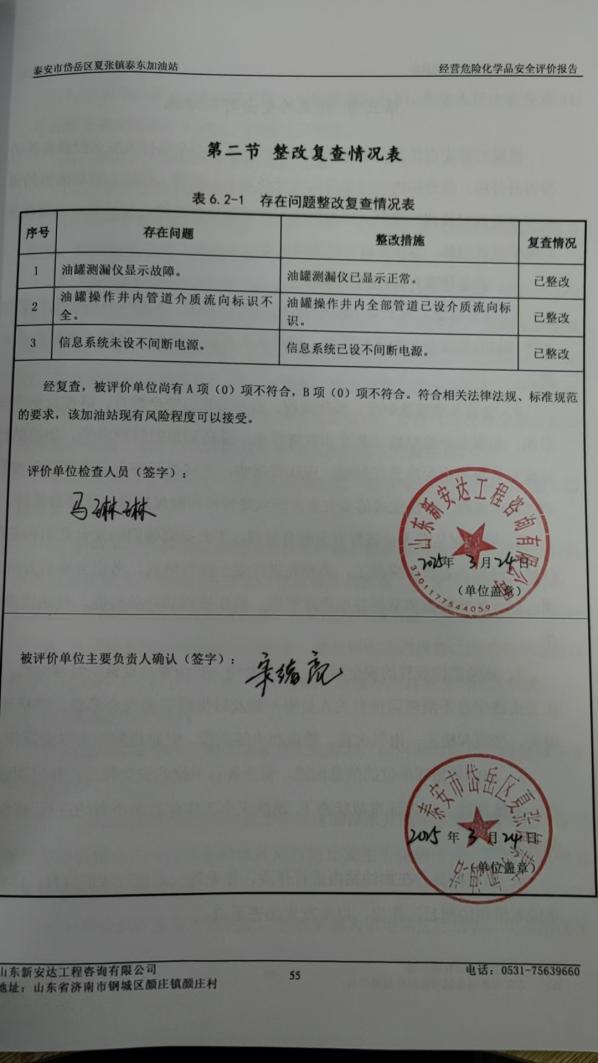 泰安市岱岳区夏张镇泰东加油站 经营危险化学品安全评价报告
第二节 整改复查情况表
表 6.2-1 存在问题整改复查情况表
序号 存在问题 整改措施 复查情况
1 油罐测漏仪显示故障。 油罐测漏仪已显示正常。 已整改
2 油罐操作井内管道介质流向标识不全。 油罐操作井内全部管道已设介质流向标识。 已整改
3 信息系统未设不间断电源。 信息系统已设不间断电源。 已整改
经复查，被评价单位尚有 A 项（0）项不符合，B 项（0）项不符合。符合相关法律法规、标准规范
的要求，该加油站现有风险程度可以接受。
评价单位检查人员（签字）：
马琳琳
山东新安达工程咨询有限公司
2025年 3月 24日
（单位盖章）
3701177544059
被评价单位主要负责人确认（签字）：
泰安市岱岳区夏张
2025年 3月 24日
（单位盖章）
山东新安达工程咨询有限公司 55 电话：0531-75639660
地址：山东省济南市钢城区颜庄镇颜庄村